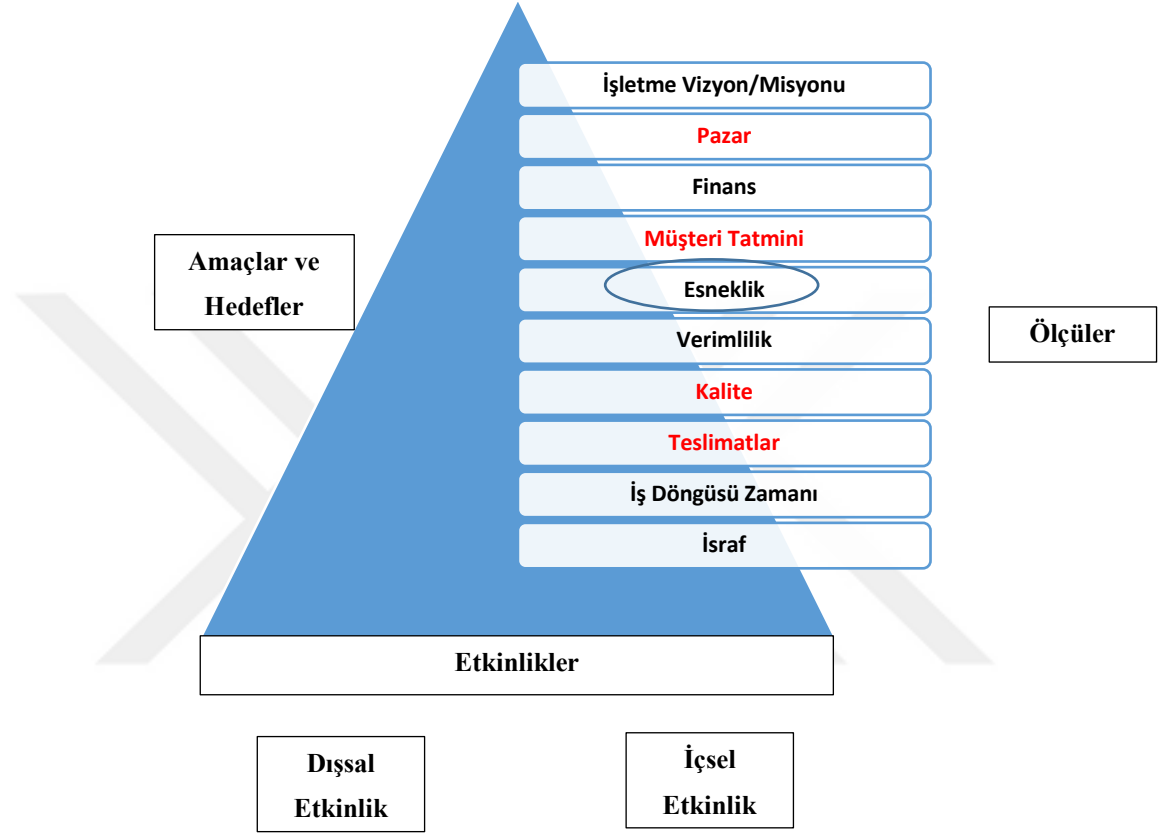 İşletme Vizyon/Misyonu
Pazar
Finans
Müşteri Tatmini
Esneklik
Verimlilik
Kalite
Teslimatlar
İş Döngüsü Zamanı
İsraf
Amaçlar ve
Hedefler
Ölçüler
Etkinlikler
Dışsal
Etkinlik
İçsel
Etkinlik